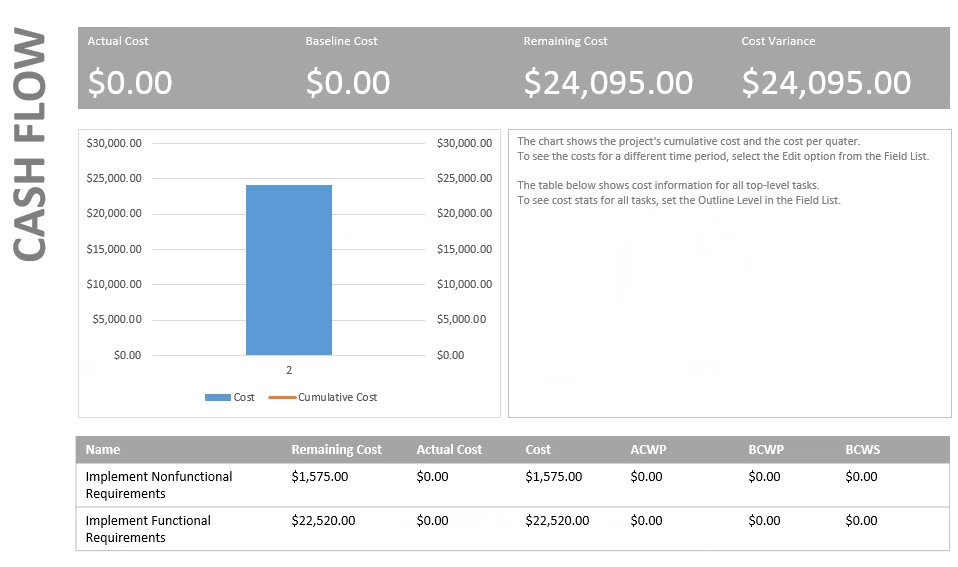 CASH FLOW
Actual Cost Baseline Cost Remaining Cost Cost Variance
$0.00 $0.00 $24,095.00 $24,095.00
$30,000.00 $30,000.00
$25,000.00 $25,000.00
$20,000.00 $20,000.00
$15,000.00 $15,000.00
$10,000.00 $10,000.00
$5,000.00 $5,000.00
$0.00 $0.00
2
Cost Cumulative Cost
The chart shows the project's cumulative cost and the cost per quater.
To see the costs for a different time period, select the Edit option from the Field List.
The table below shows cost information for all top-level tasks.
To see cost stats for all tasks, set the Outline Level in the Field List.
Name Remaining Cost Actual Cost Cost ACWP BCWP BCWS
Implement Nonfunctional $1,575.00 $0.00 $1,575.00 $0.00 $0.00 $0.00
Requirements
Implement Functional $22,520.00 $0.00 $22,520.00 $0.00 $0.00 $0.00
Requirements